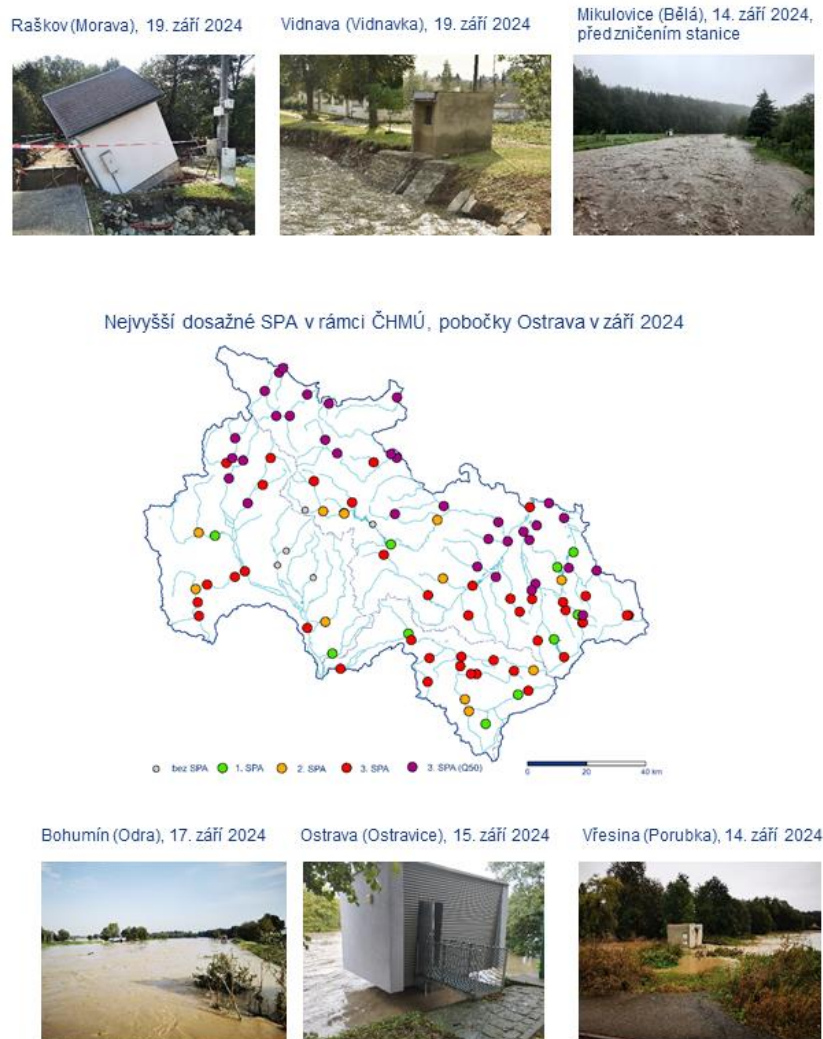 Raškov (Morava), 19. září 2024
Vidnava (Vidnavka), 19. září 2024
Mikulovice (Bělá), 14. září 2024,
před zničením stanice
Nejvyšší dosažné SPA v rámci ČHMÚ, pobočky Ostrava v září 2024
bez SPA
1. SPA
2. SPA
3. SPA
3. SPA (Q50)
0
20
40 km
Bohumín (Odra), 17. září 2024
Ostrava (Ostravice), 15. září 2024
Vřesina (Porubka), 14. září 2024